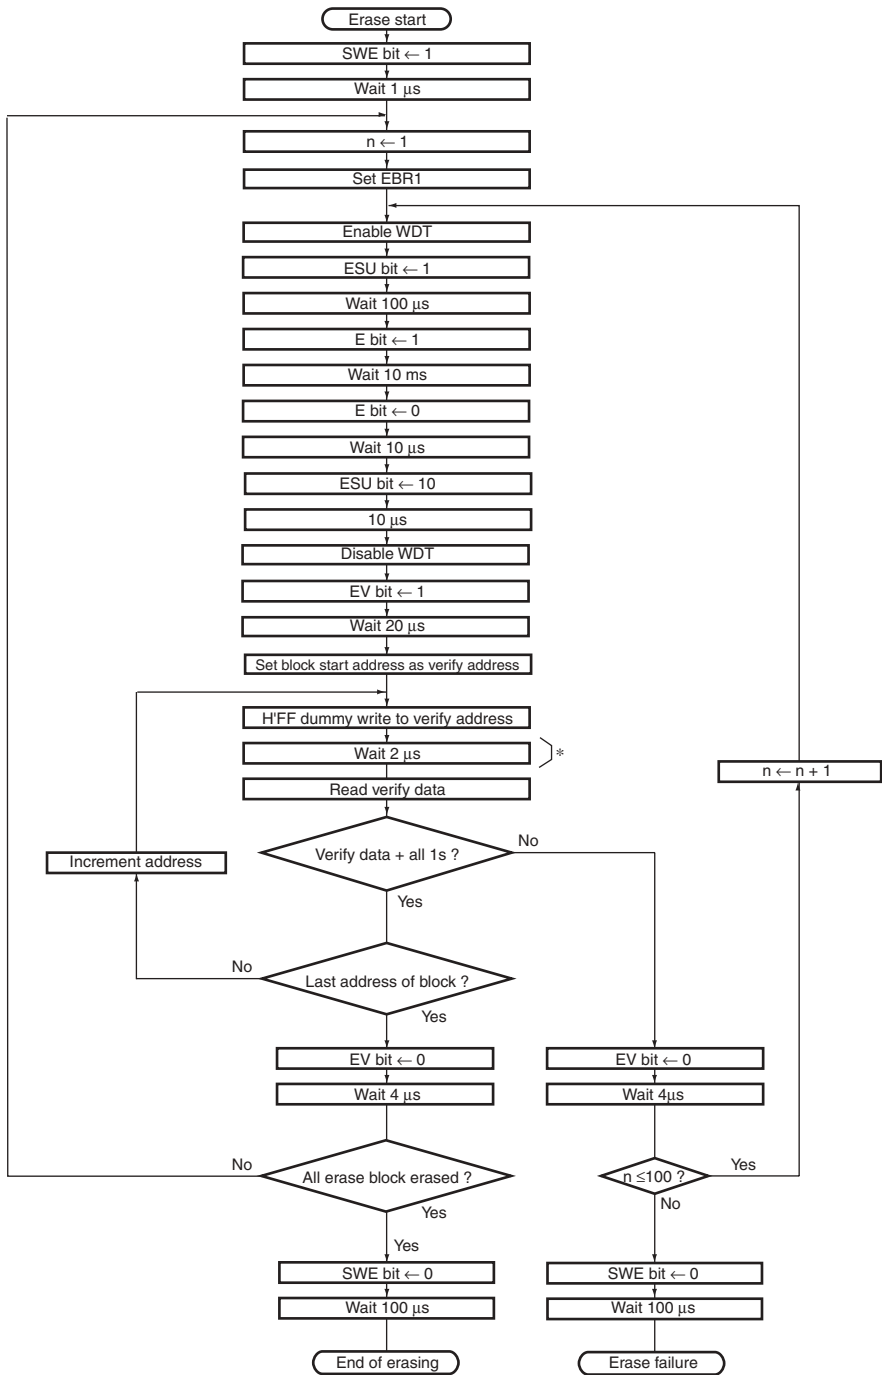 Erase start
SWE bit ← 1
Wait 1 μs
n ← 1
Set EBR1
Enable WDT
ESU bit ← 1
Wait 100 μs
E bit ← 1
Wait 10 ms
E bit ← 0
Wait 10 μs
ESU bit ← 10
10 μs
Disable WDT
EV bit ← 1
Wait 20 μs
Set block start address as verify address
H'FF dummy write to verify address
Wait 2 μs
*
n ← n + 1
Read verify data
Verify data + all 1s ?
No
Increment address
Yes
No
Last address of block ?
Yes
EV bit ← 0
EV bit ← 0
Wait 4 μs
Wait 4μs
No
All erase block erased ?
n ≤100 ?
Yes
Yes
No
Yes
SWE bit ← 0
SWE bit ← 0
Wait 100 μs
Wait 100 μs
End of erasing
Erase failure